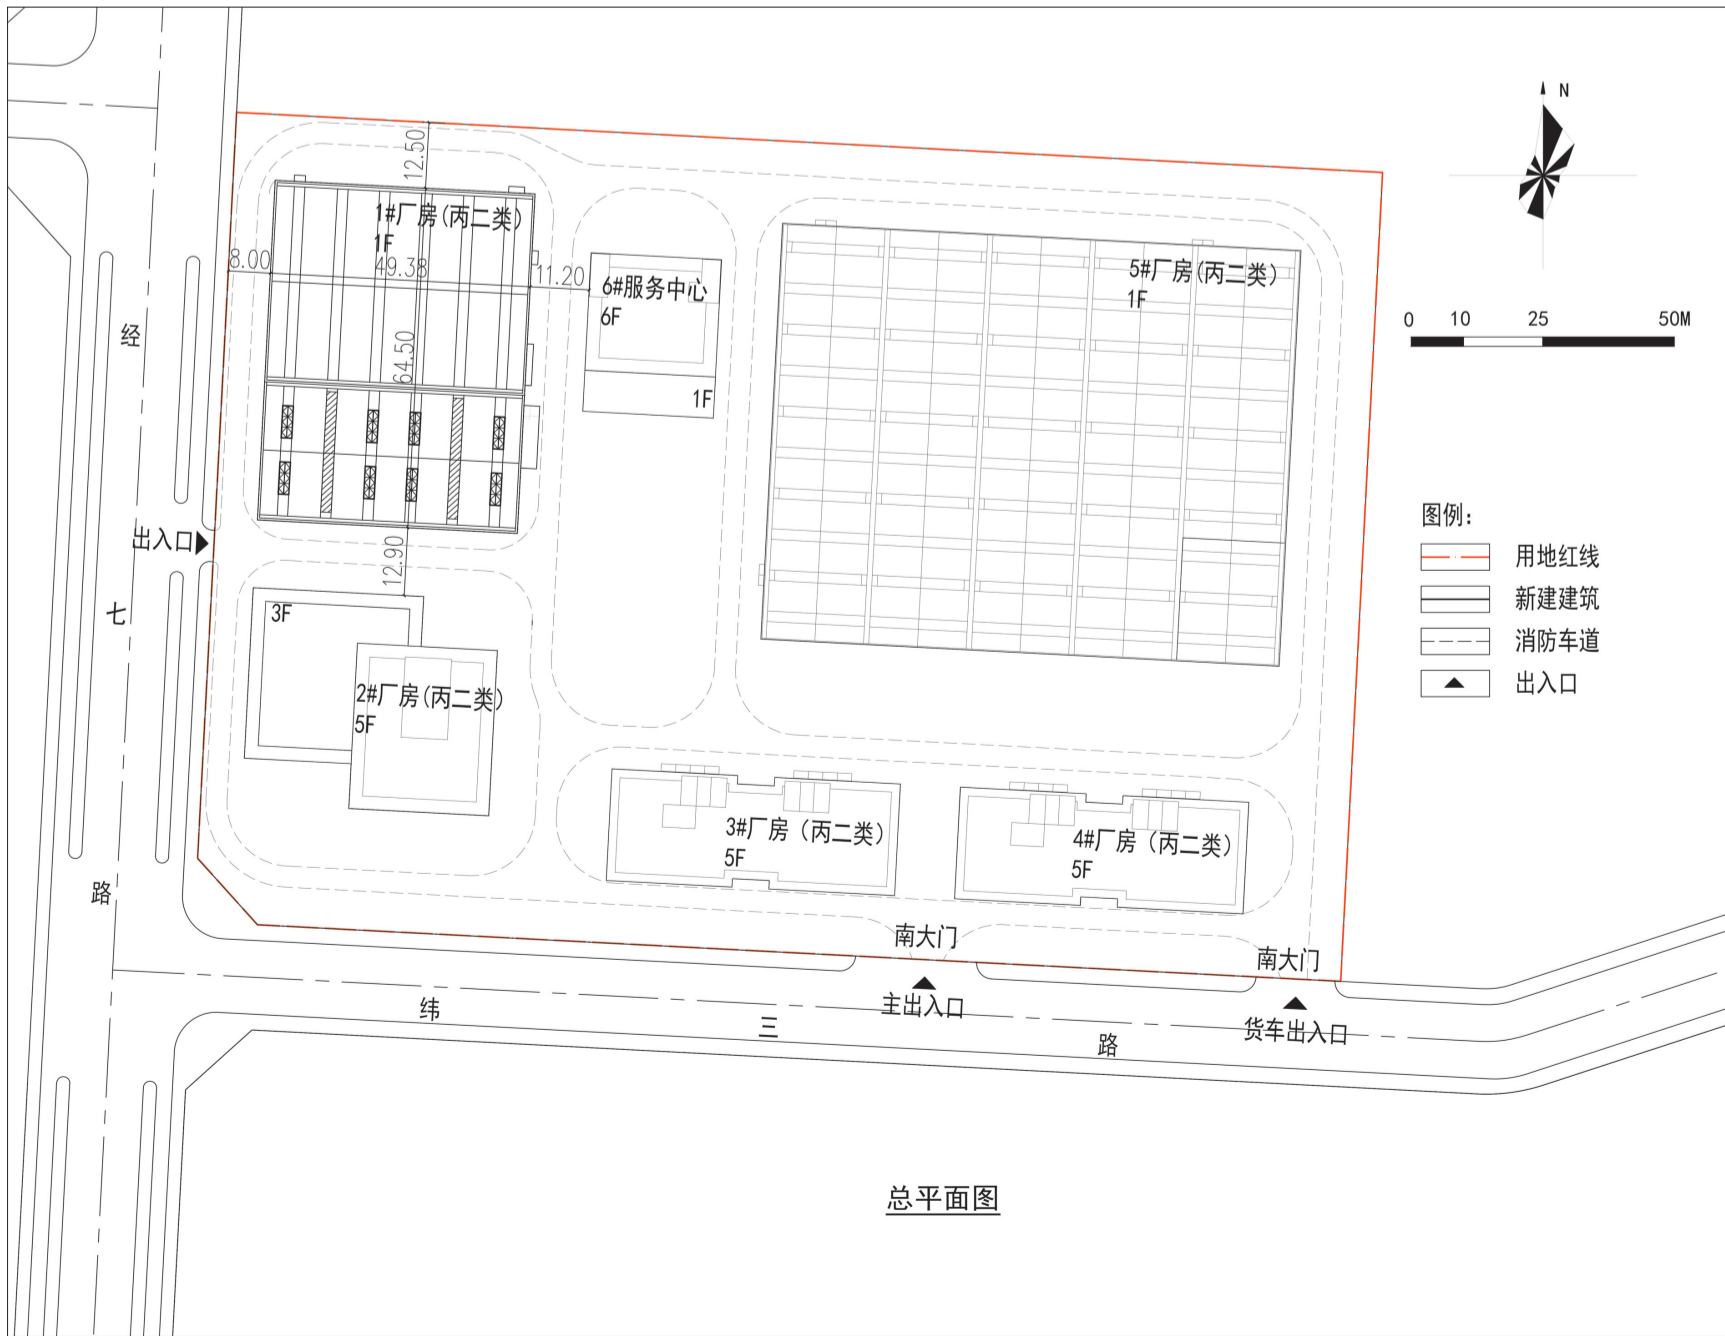 N
12.50
1#厂房(丙二类)
1F
8.00
49.38
11.20
6#服务中心
6F
1F
5#厂房(丙二类)
1F
0 10 25 50M
64.50
12.90
经
七
路
出入口
3F
2#厂房(丙二类)
5F
3#厂房（丙二类）
5F
4#厂房（丙二类）
5F
图例:
用地红线
新建建筑
消防车道
出入口
南大门
南大门
主出入口
货车出入口
纬
三
路
总平面图